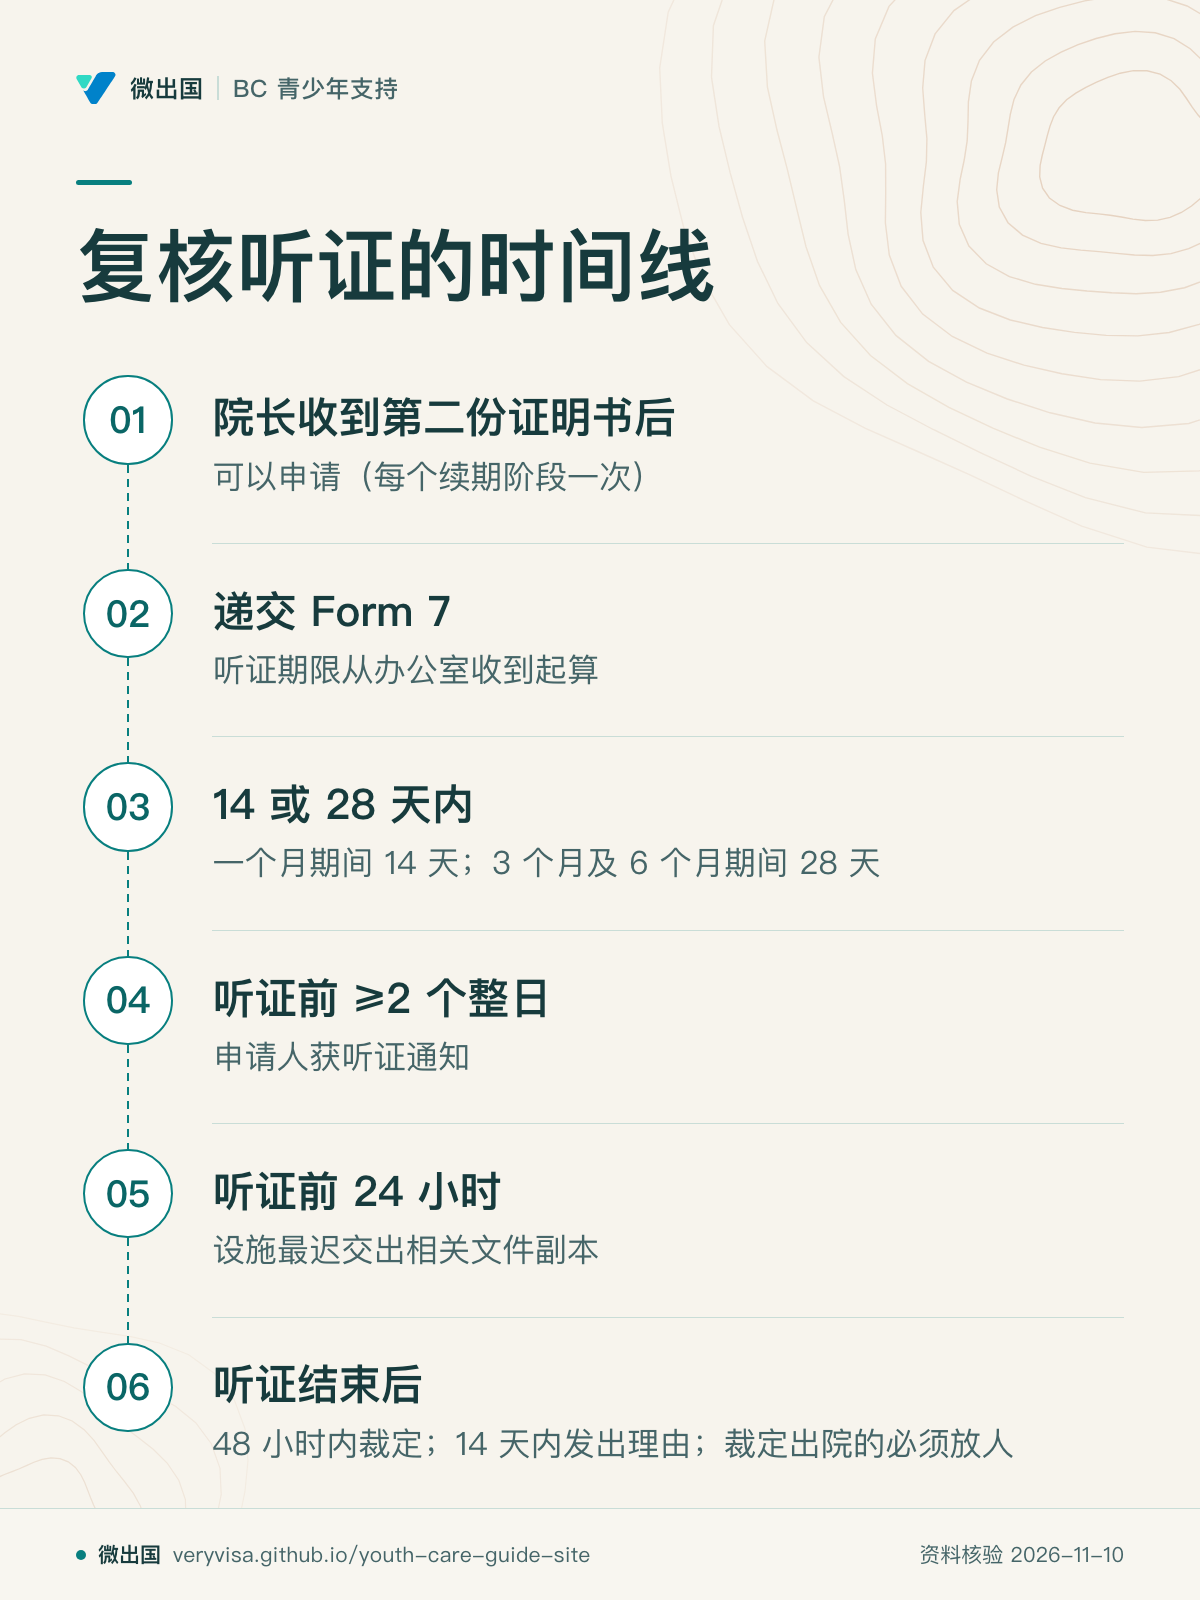 微出国 | BC 青少年支持
复核听证的时间线
01
院长收到第二份证明书后
可以申请（每个续期阶段一次）
02
递交 Form 7
听证期限从办公室收到起算
03
14 或 28 天内
一个月期间 14 天；3 个月及 6 个月期间 28 天
04
听证前 ≥2 个整日
申请人获听证通知
05
听证前 24 小时
设施最迟交出相关文件副本
06
听证结束后
48 小时内裁定；14 天内发出理由；裁定出院的必须放人
微出国 veryvisa.github.io/youth-care-guide-site
资料核验 2026-11-10